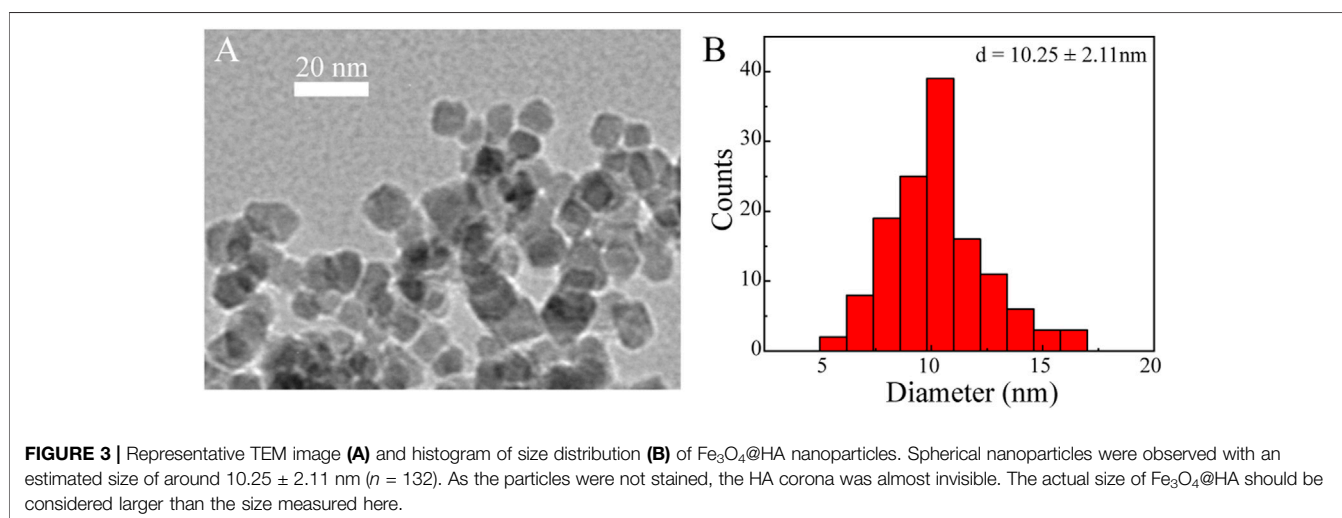 A
20 nm
B
d = 10.25 ± 2.11nm
Counts
40
30
20
10
0
5 10 15 20
Diameter (nm)
FIGURE 3 | Representative TEM image (A) and histogram of size distribution (B) of Fe₃O₄@HA nanoparticles. Spherical nanoparticles were observed with an
estimated size of around 10.25 ± 2.11 nm (n = 132). As the particles were not stained, the HA corona was almost invisible. The actual size of Fe₃O₄@HA should be
considered larger than the size measured here.